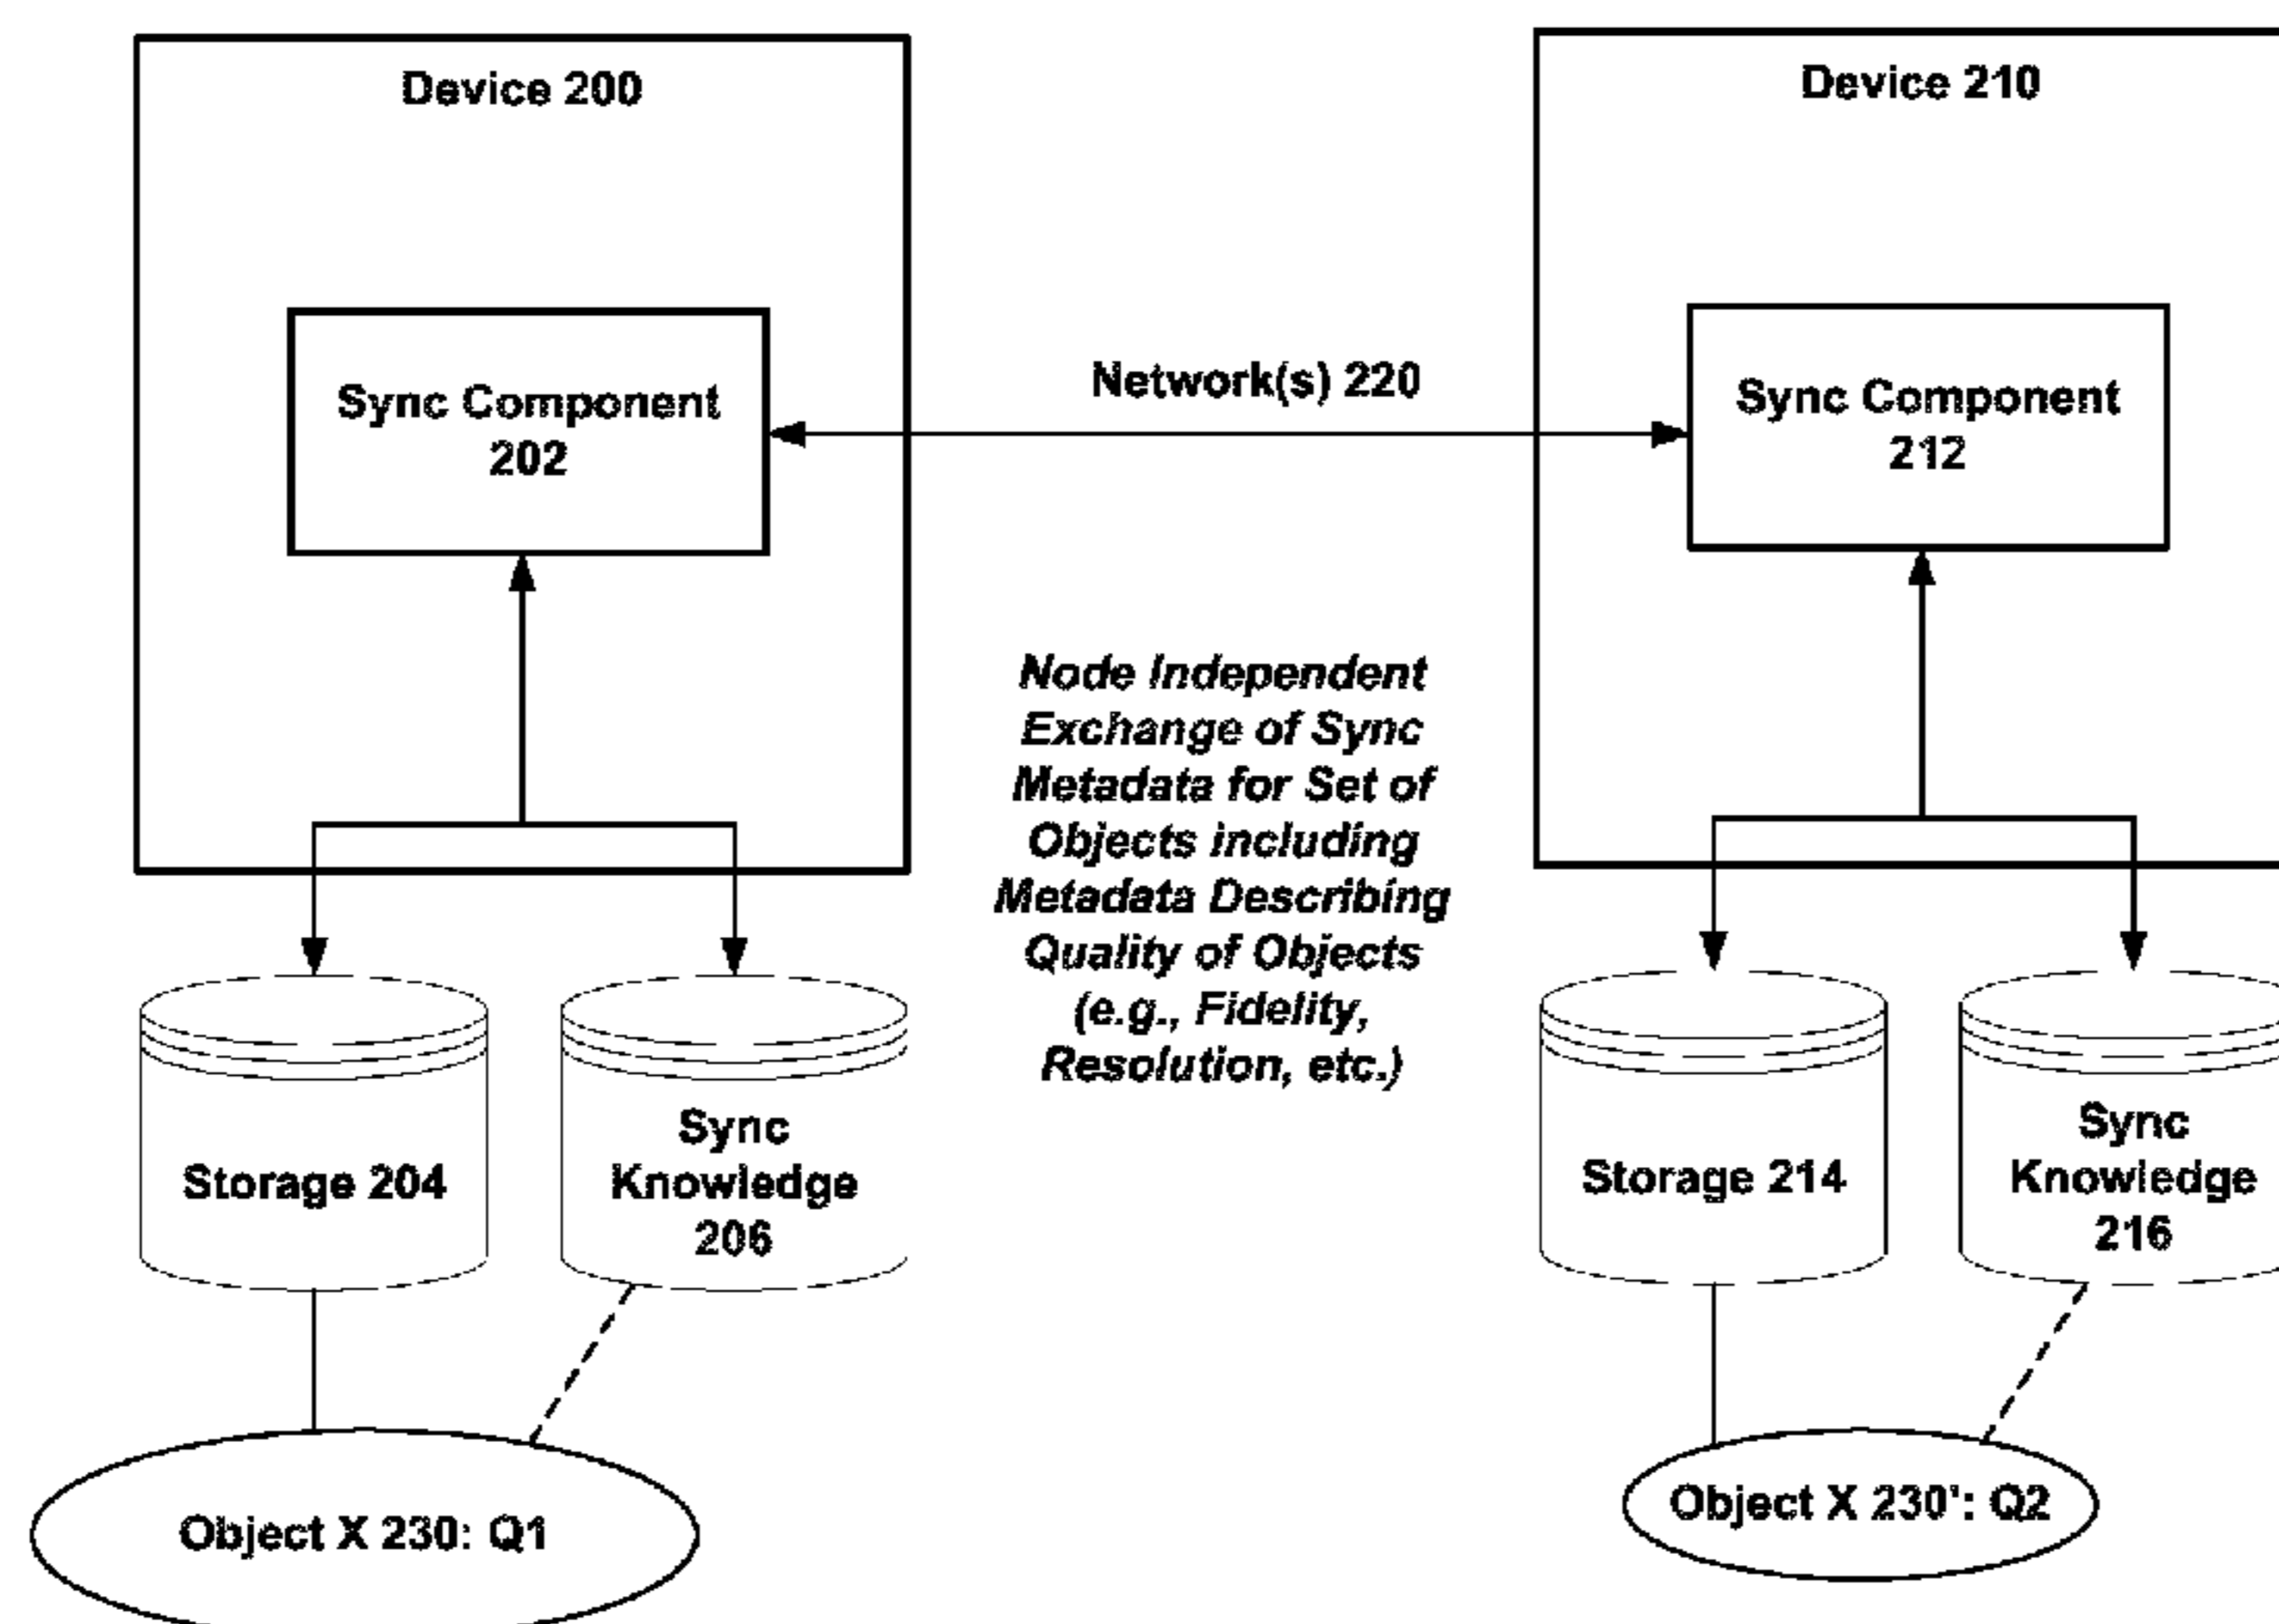 Device 200
Device 210
Sync Component
202
Network(s) 220
Sync Component
212
Node Independent
Exchange of Sync
Metadata for Set of
Objects including
Metadata Describing
Quality of Objects
(e.g., Fidelity,
Resolution, etc.)
Storage 204
Sync
Knowledge
206
Storage 214
Sync
Knowledge
216
Object X 230: Q1
Object X 230': Q2